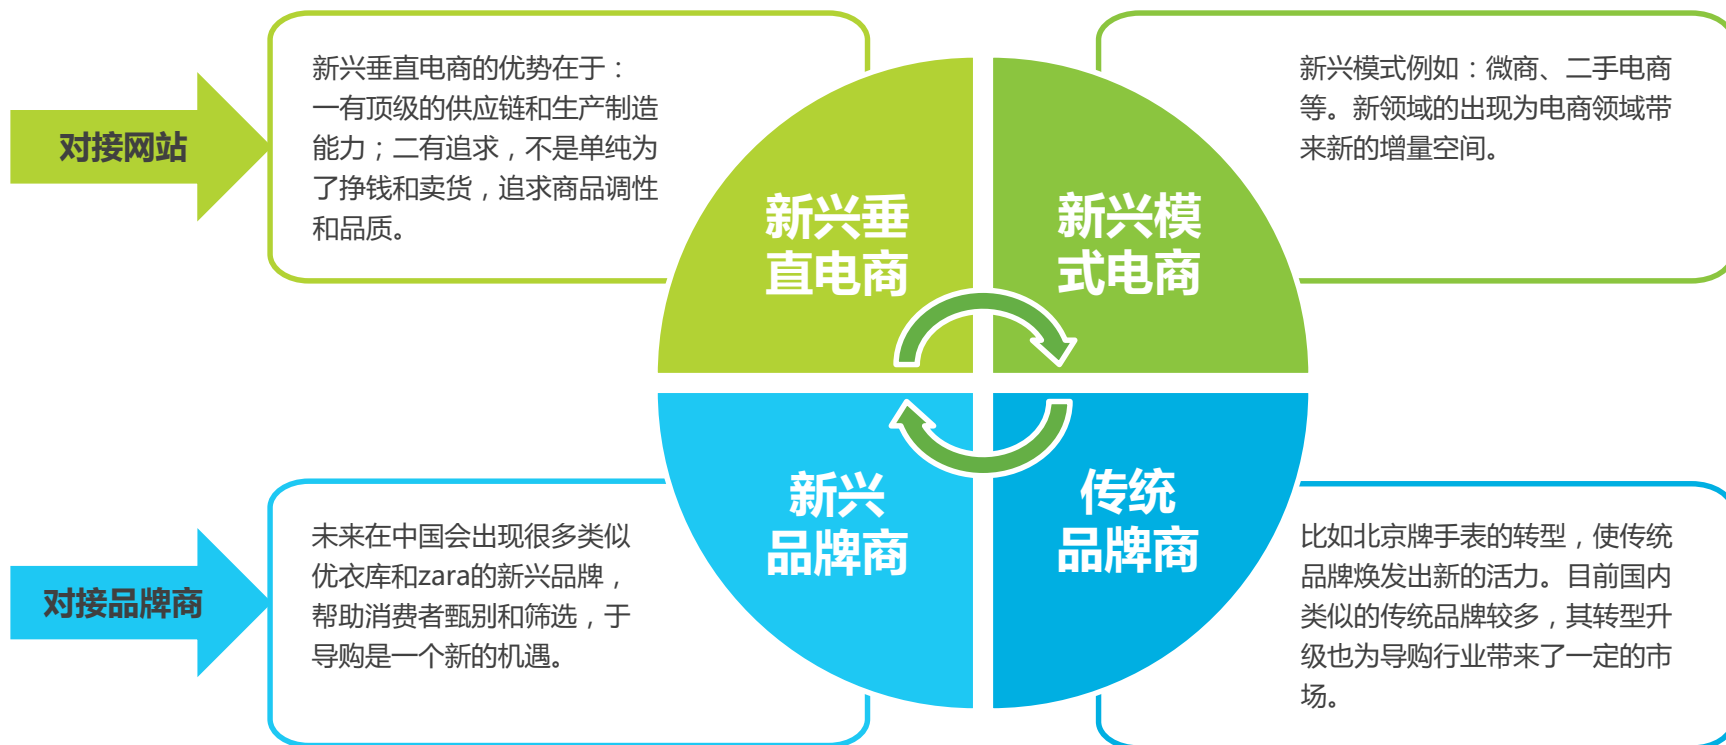 对接网站
新兴垂直电商的优势在于：
一有顶级的供应链和生产制造
能力；二有追求，不是单纯为
了挣钱和卖货，追求商品调性
和品质。
新兴垂
直电商
新兴模
式电商
新兴模式例如：微商、二手电商
等。新领域的出现为电商领域带
来新的增量空间。
对接品牌商
未来在中国会出现很多类似
优衣库和zara的新兴品牌，
帮助消费者甄别和筛选，于
导购是一个新的机遇。
新兴
品牌商
传统
品牌商
比如北京牌手表的转型，使传统
品牌焕发出新的活力。目前国内
类似的传统品牌较多，其转型升
级也为导购行业带来了一定的市
场。